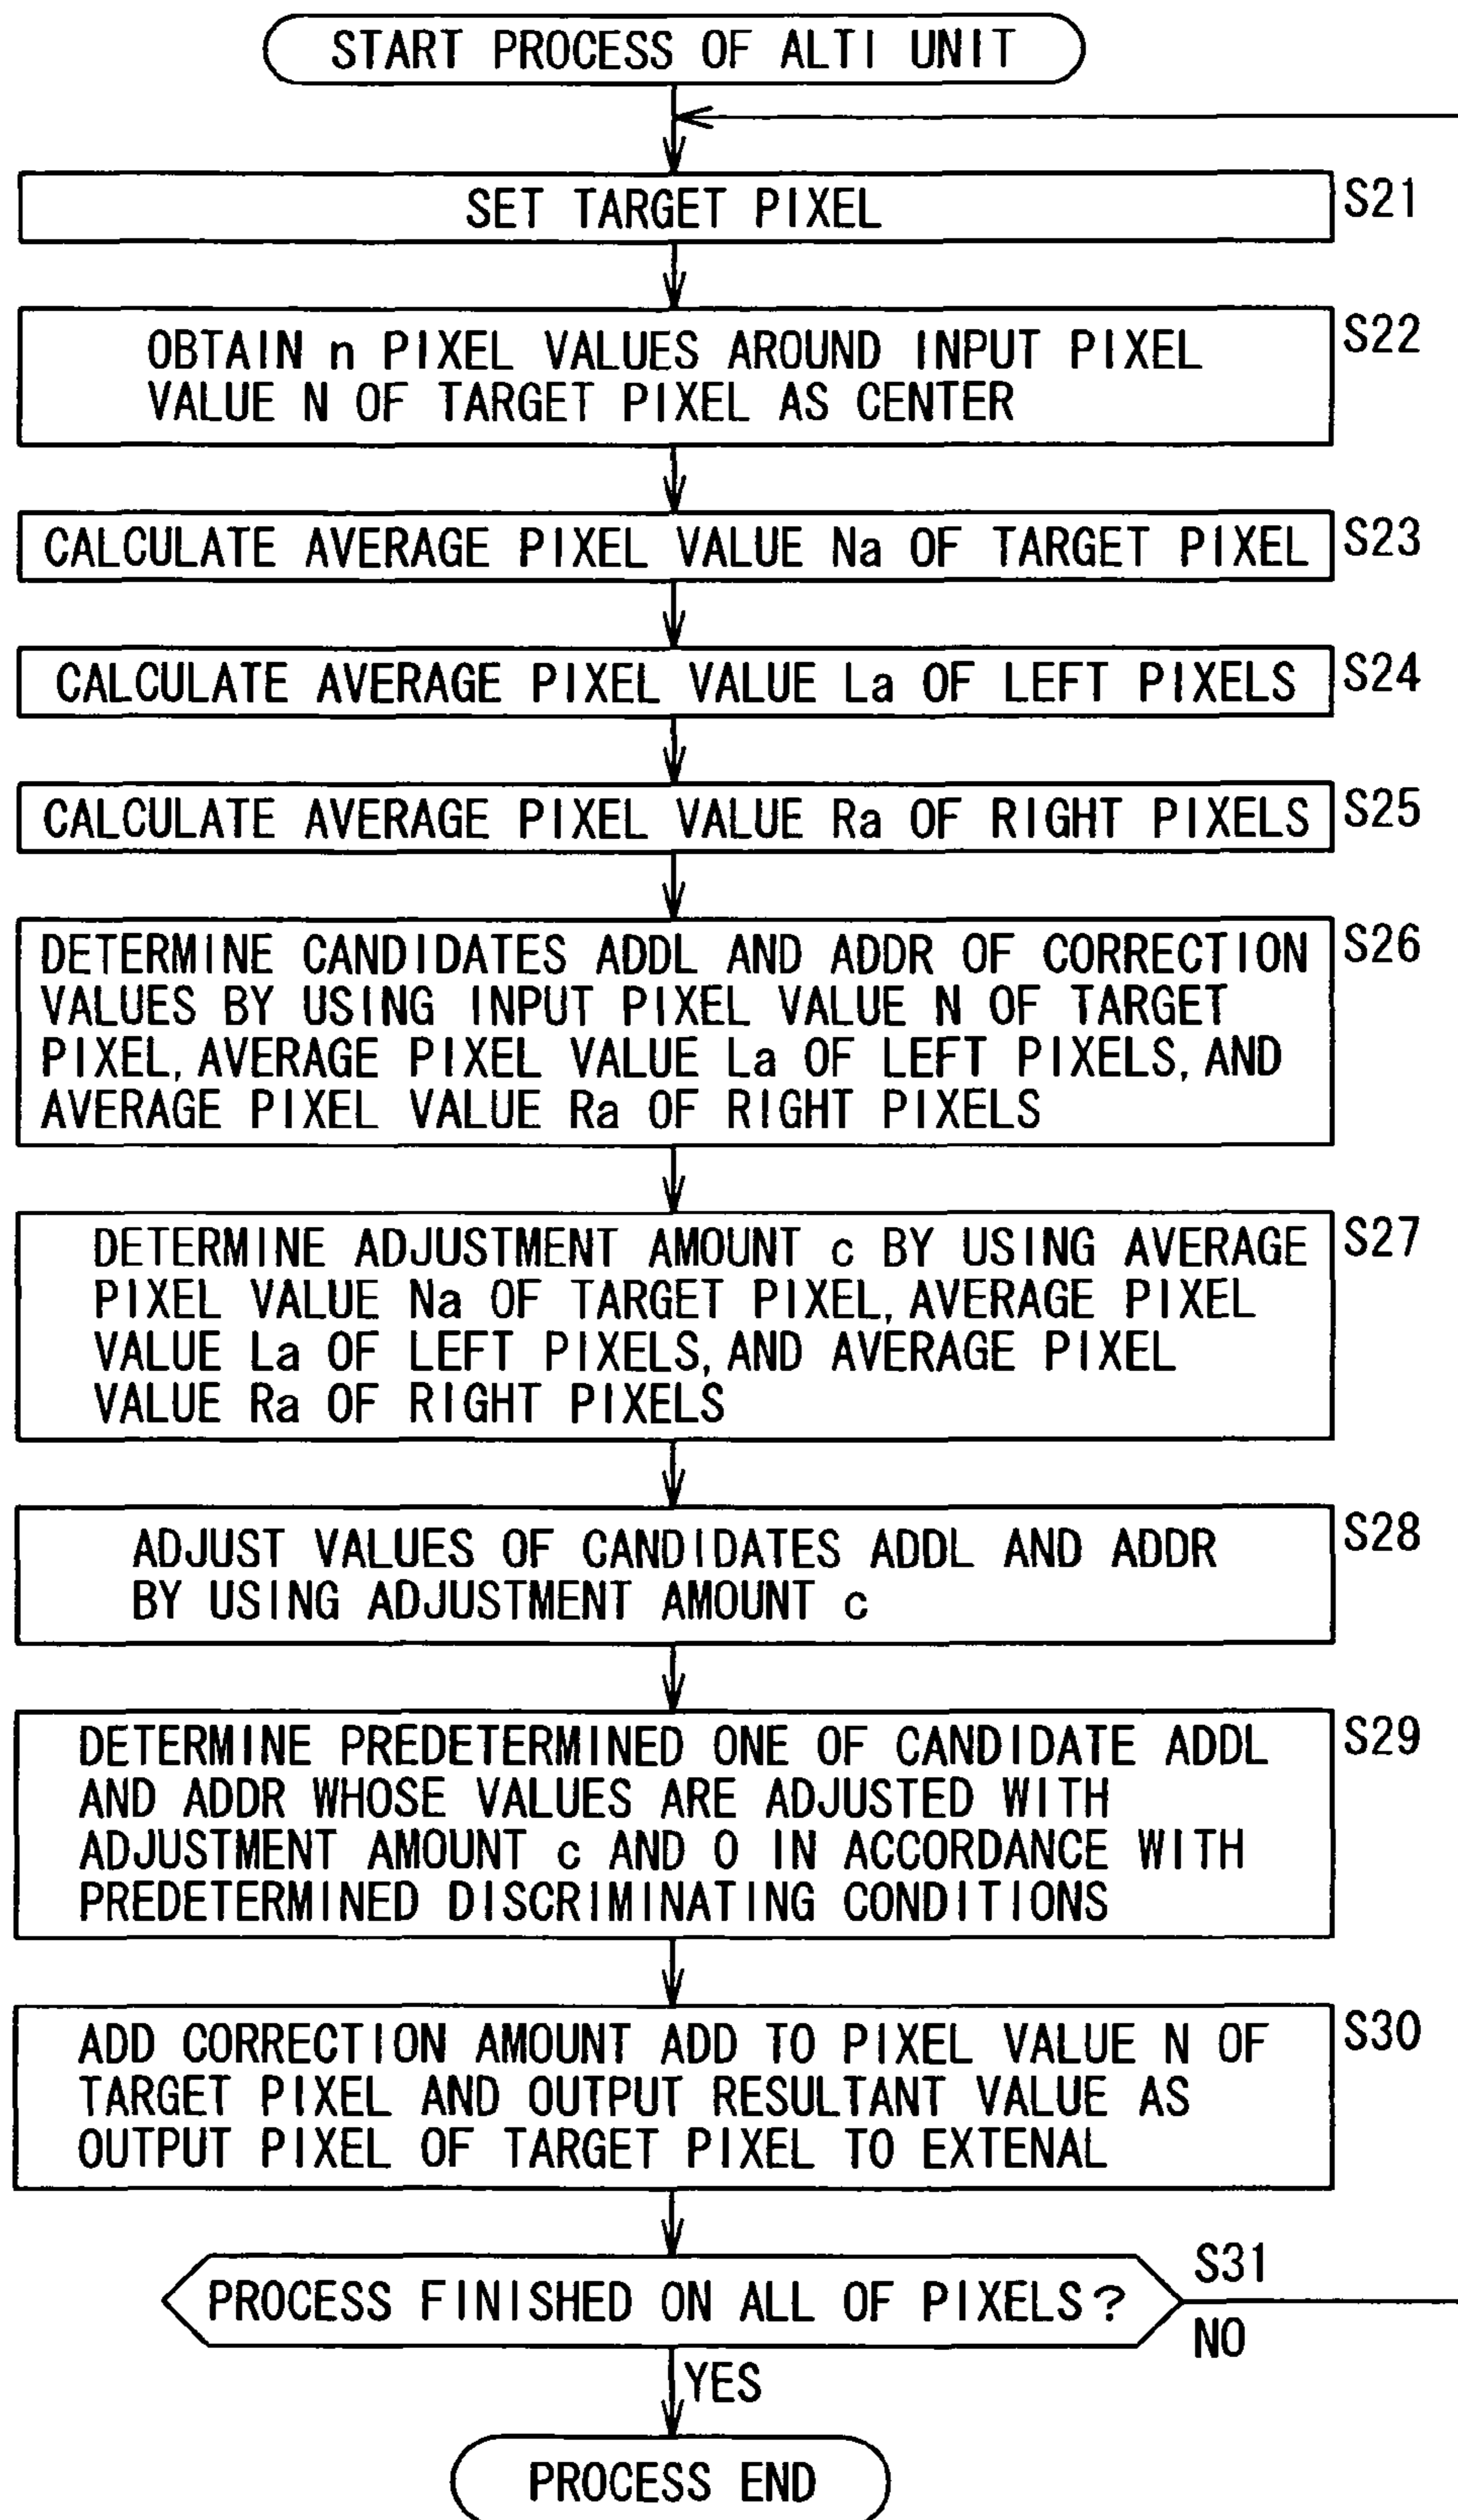 START PROCESS OF ALTI UNIT
SET TARGET PIXEL
S21
OBTAIN n PIXEL VALUES AROUND INPUT PIXEL
VALUE N OF TARGET PIXEL AS CENTER
S22
CALCULATE AVERAGE PIXEL VALUE Na OF TARGET PIXEL
S23
CALCULATE AVERAGE PIXEL VALUE La OF LEFT PIXELS
S24
CALCULATE AVERAGE PIXEL VALUE Ra OF RIGHT PIXELS
S25
DETERMINE CANDIDATES ADDL AND ADDR OF CORRECTION
VALUES BY USING INPUT PIXEL VALUE N OF TARGET
PIXEL, AVERAGE PIXEL VALUE La OF LEFT PIXELS, AND
AVERAGE PIXEL VALUE Ra OF RIGHT PIXELS
S26
DETERMINE ADJUSTMENT AMOUNT c BY USING AVERAGE
PIXEL VALUE Na OF TARGET PIXEL, AVERAGE PIXEL
VALUE La OF LEFT PIXELS, AND AVERAGE PIXEL
VALUE Ra OF RIGHT PIXELS
S27
ADJUST VALUES OF CANDIDATES ADDL AND ADDR
BY USING ADJUSTMENT AMOUNT c
S28
DETERMINE PREDETERMINED ONE OF CANDIDATE ADDL
AND ADDR WHOSE VALUES ARE ADJUSTED WITH
ADJUSTMENT AMOUNT c AND 0 IN ACCORDANCE WITH
PREDETERMINED DISCRIMINATING CONDITIONS
S29
ADD CORRECTION AMOUNT ADD TO PIXEL VALUE N OF
TARGET PIXEL AND OUTPUT RESULTANT VALUE AS
OUTPUT PIXEL OF TARGET PIXEL TO EXTENAL
S30
PROCESS FINISHED ON ALL OF PIXELS?
S31
NO
YES
PROCESS END